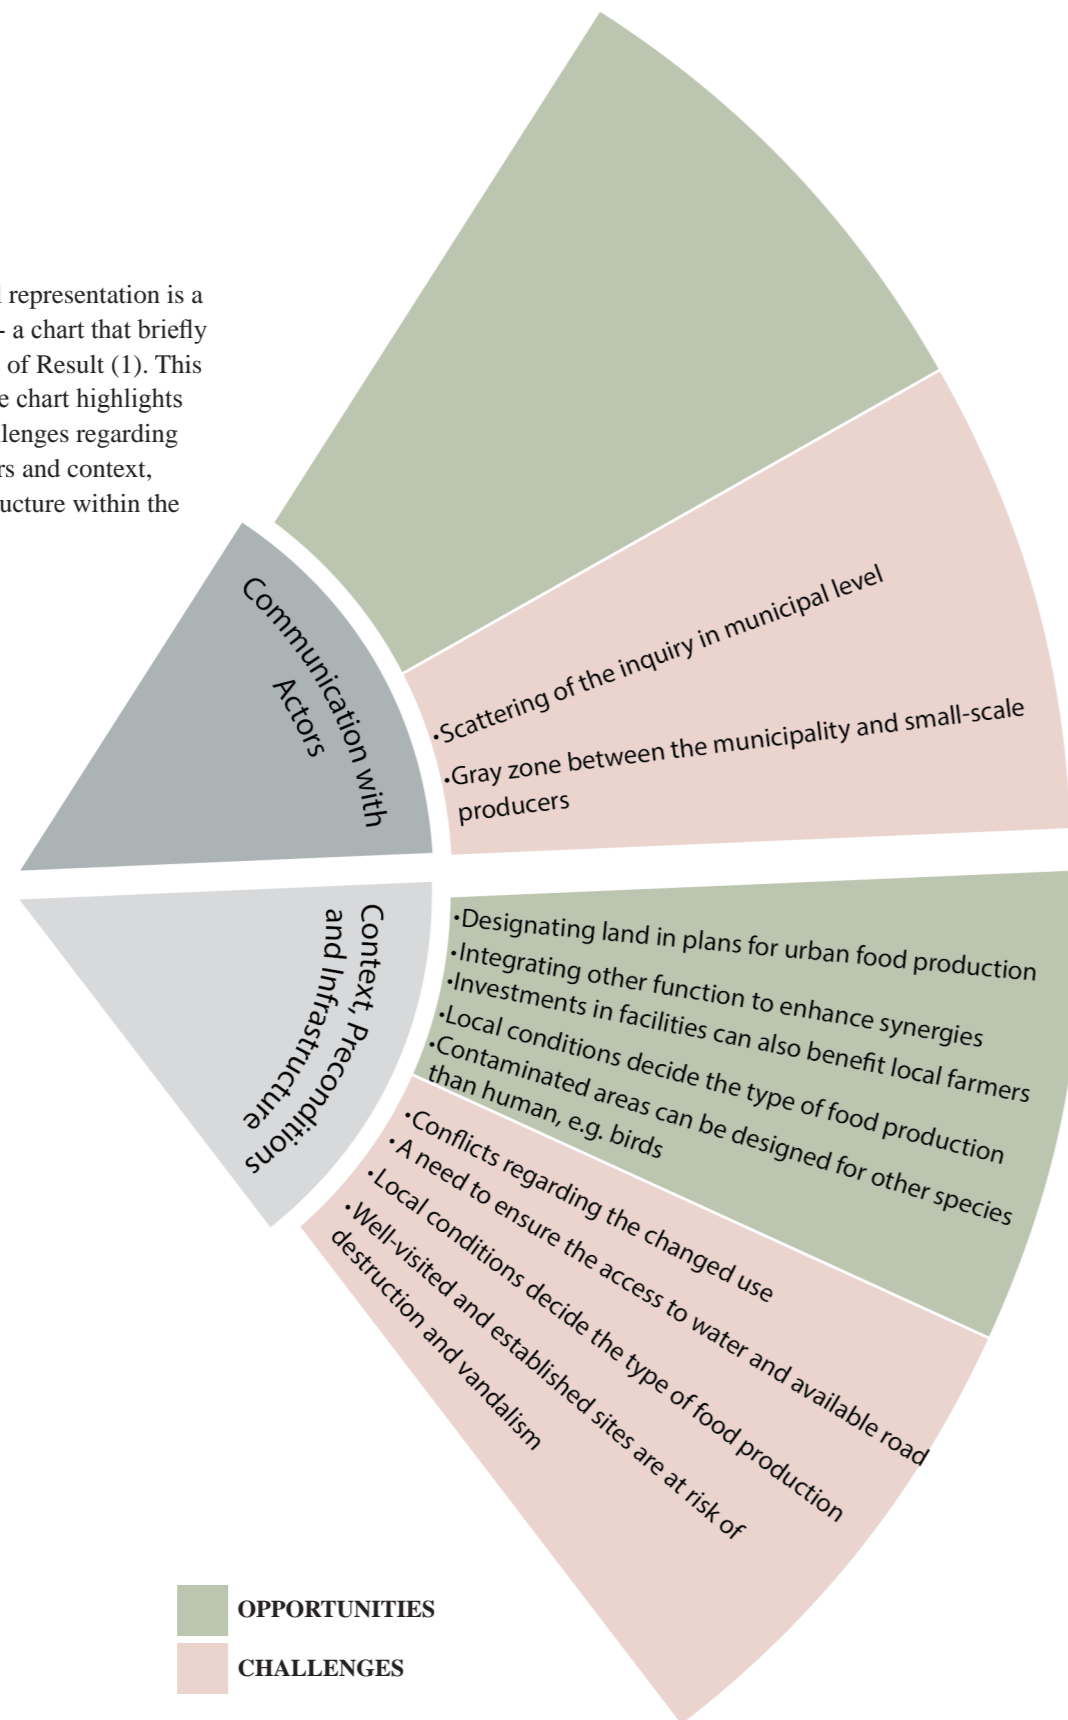 l representation is a
- a chart that briefly
of Result (1). This
e chart highlights
llenges regarding
rs and context,
ucture within the
Communication with
Actors
•Scattering of the inquiry in municipal level
•Gray zone between the municipality and small-scale
producers
Context, Preconditions
and Infrastructure
•Designating land in plans for urban food production
•Integrating other function to enhance synergies
•Investments in facilities can also benefit local farmers
•Local conditions decide the type of food production
•Contaminated areas can be designed for other species
than human, e.g. birds
•Conflicts regarding the changed use
•A need to ensure the access to water and available road
•Local conditions decide the type of food production
•Well-visited and established sites are at risk of
destruction and vandalism
OPPORTUNITIES
CHALLENGES